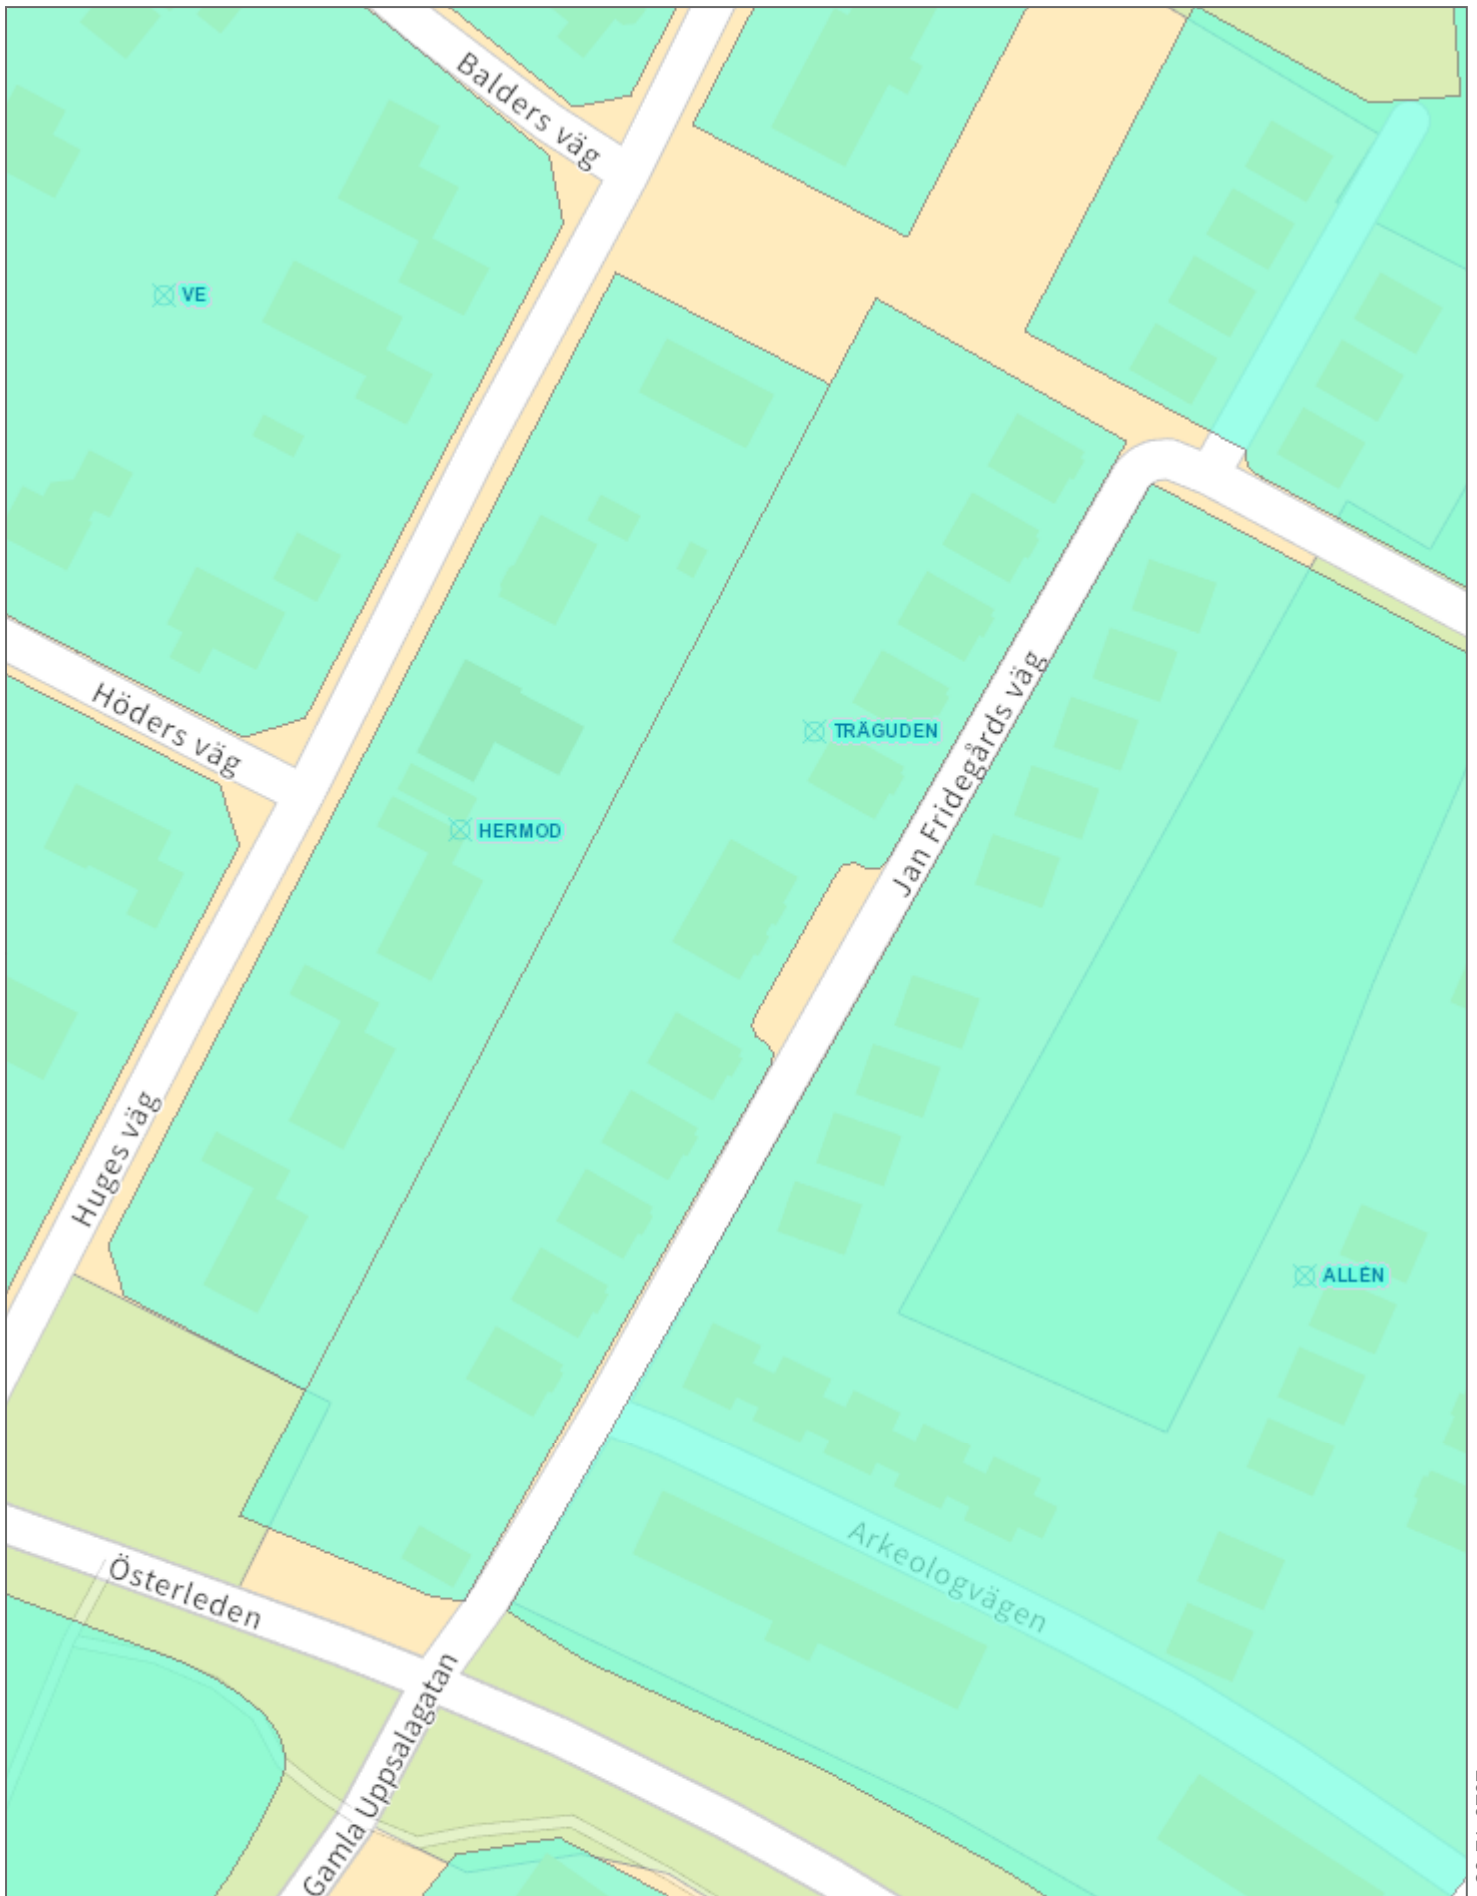 Balders väg
VE
Höders väg
TRÄGUDEN
Jan Fridegårds väg
HERMOD
Huges väg
ALLÉN
Arkeologvägen
Österleden
Gamla Uppsalagatan